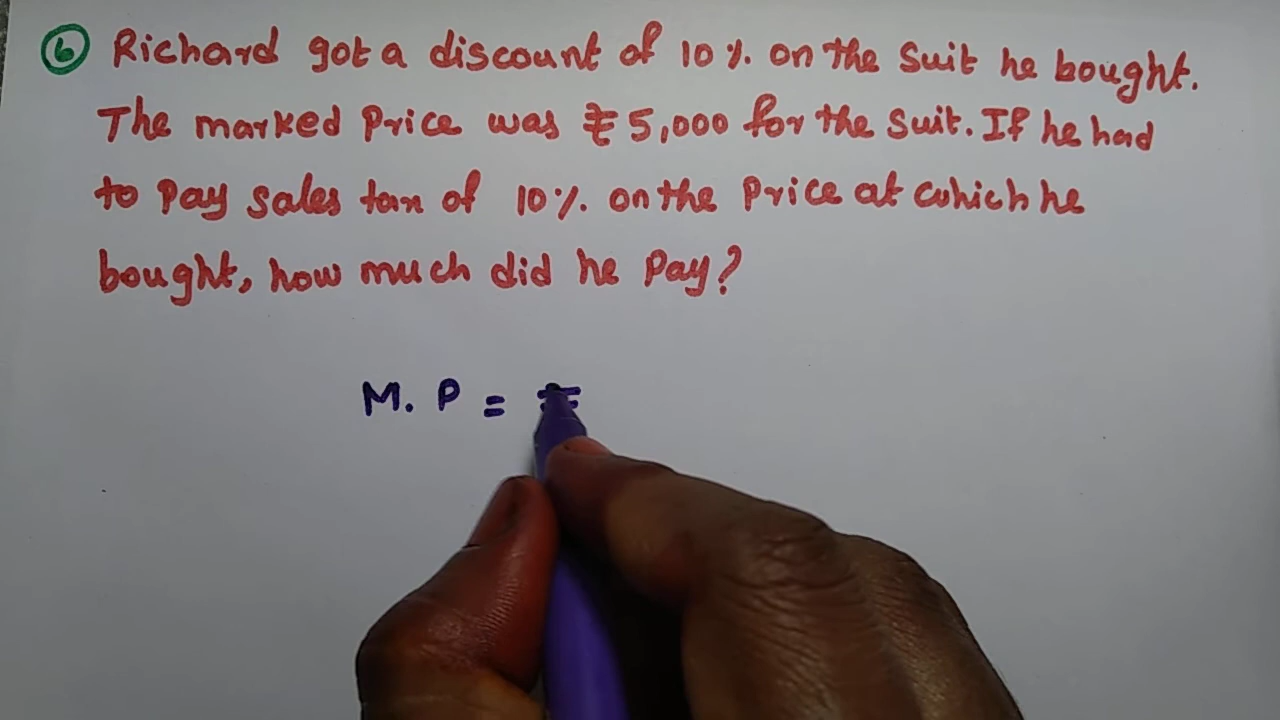 6 Richard got a discount of 10%. on the Suit he bought.
The marked Price was ₹5,000 for the Suit. If he had
to Pay sales tax of 10%. on the Price at which he
bought, how much did he Pay?
M. P =